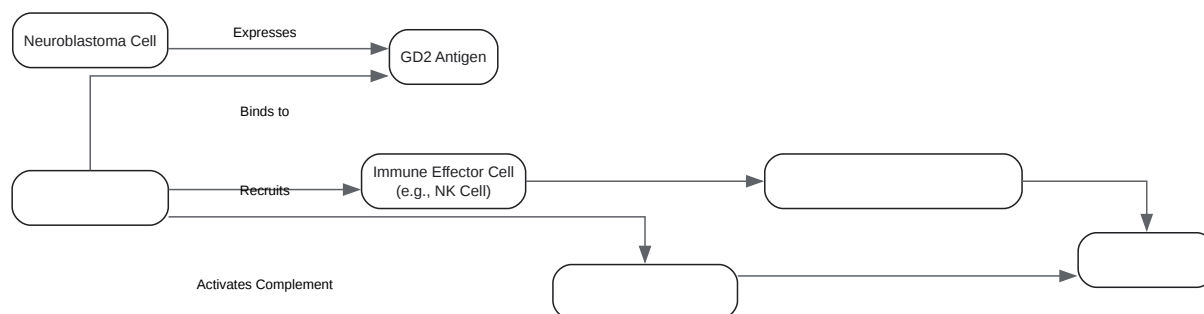 Neuroblastoma Cell
Expresses
GD2 Antigen
Binds to
Immune Effector Cell
(e.g., NK Cell)
Recruits
Activates Complement